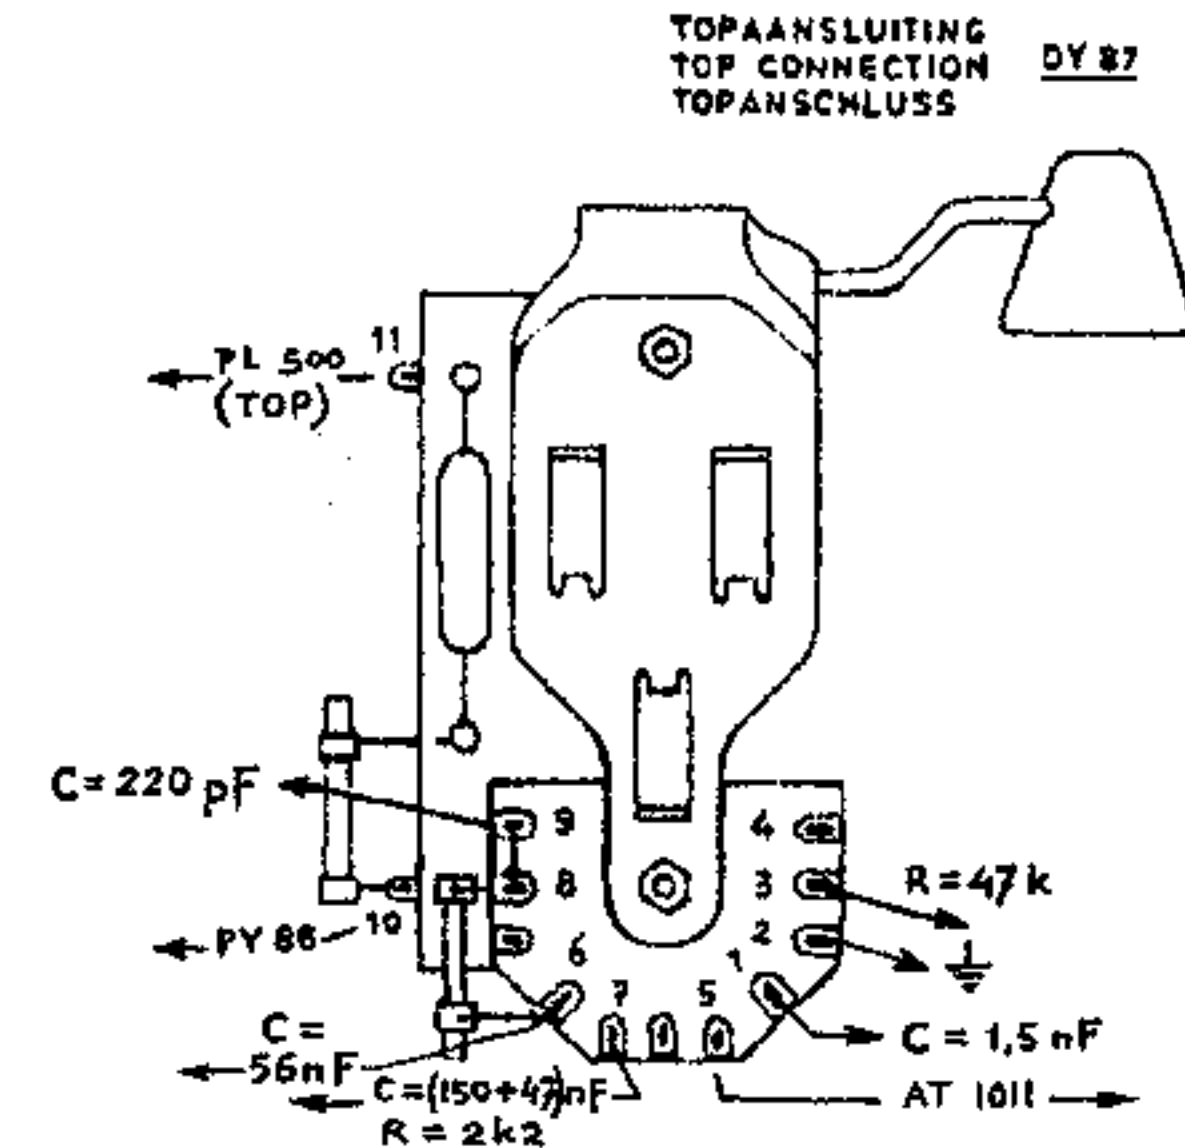 TOPAANSLUITING
TOP CONNECTION
TOPANSCHLUSS
DY 87
11
PL 500
(TOP)
C = 220 pF
9
4
8
3
R = 47 k
10
2
PY 86
6
1
7
5
C =
56nF
C = 1,5 nF
C = (150+47)nF
AT 1011
R = 2k2